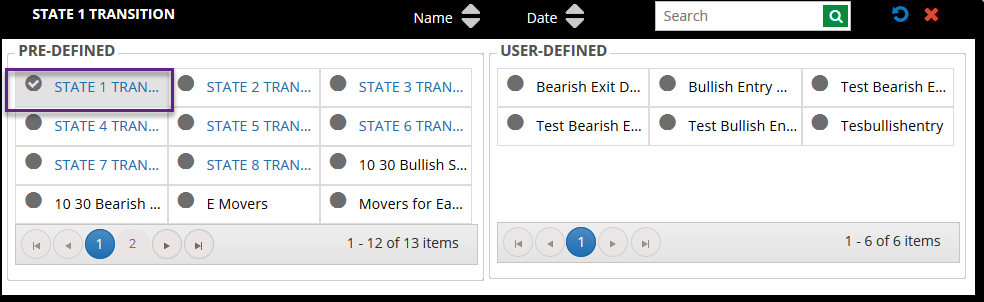 STATE 1 TRANSITION
Name
Date
Search
PRE-DEFINED
STATE 1 TRAN... STATE 2 TRAN... STATE 3 TRAN...
STATE 4 TRAN... STATE 5 TRAN... STATE 6 TRAN...
STATE 7 TRAN... STATE 8 TRAN... 10 30 Bullish S...
10 30 Bearish ... E Movers Movers for Ea...
1 2
1 - 12 of 13 items
USER-DEFINED
Bearish Exit D... Bullish Entry ... Test Bearish E...
Test Bearish E... Test Bullish En... Tesbullishentry
1
1 - 6 of 6 items